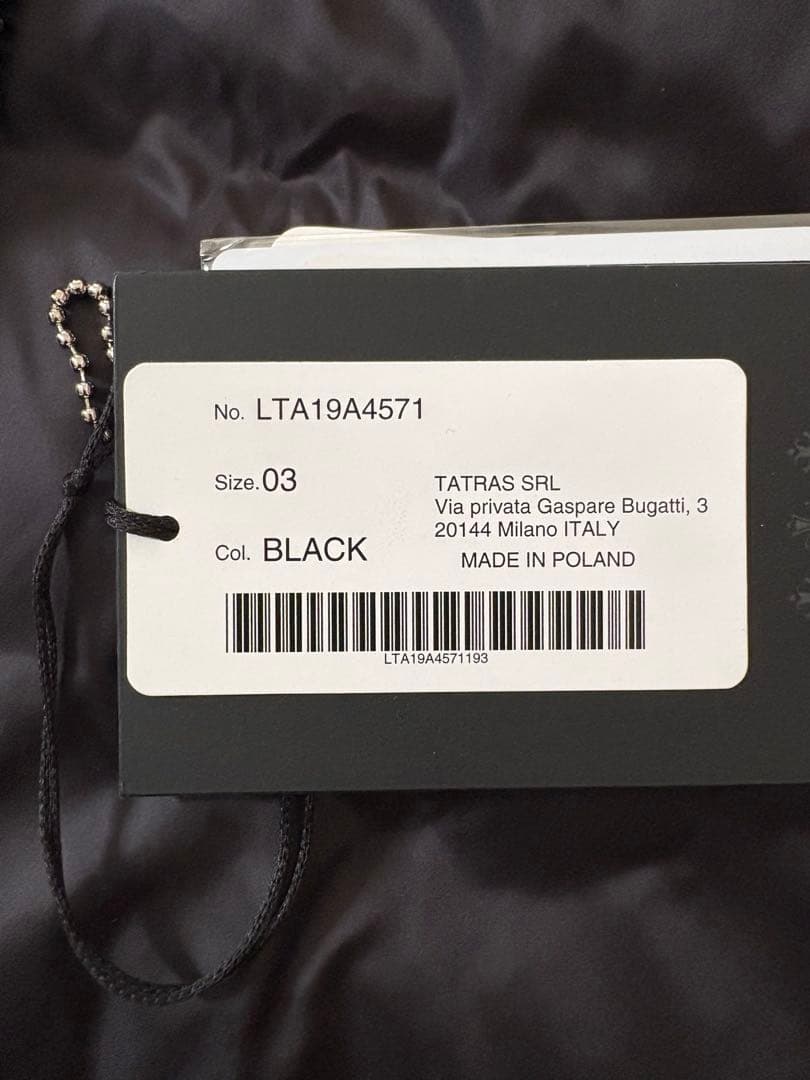 No. LTA19A4571
Size.03
Col. BLACK
TATRAS SRL
Via privata Gaspare Bugatti, 3
20144 Milano ITALY
MADE IN POLAND
LTA19A4571193